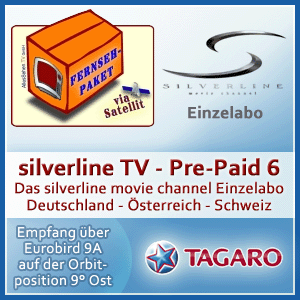 FERNSEH-
PAKET
via
Satellit
SILVERLINE
movie channel
Einzelabo
silverline TV - Pre-Paid 6
Das silverline movie channel Einzelabo
Deutschland - Österreich - Schweiz
Empfang über
Eurobird 9A
auf der Orbit-
position 9° Ost
TAGARO